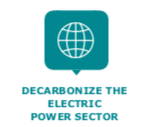 DECARBONIZE THE
ELECTRIC
POWER SECTOR